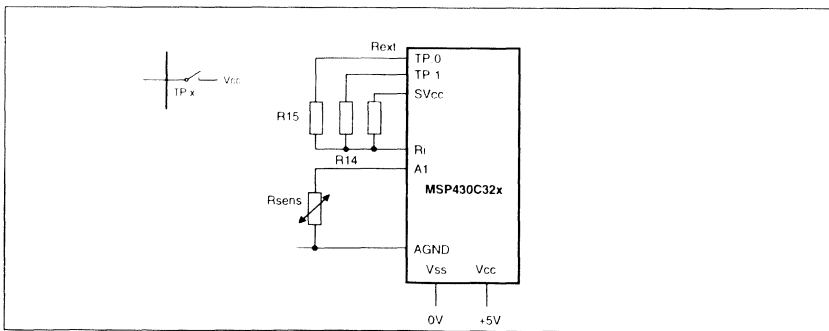 Rext
TP.0
TP.1
Vcc
TP.x
SVcc
R15
Ri
R14
A1
MSP430C32x
Rsens
AGND
Vss Vcc
0V +5V